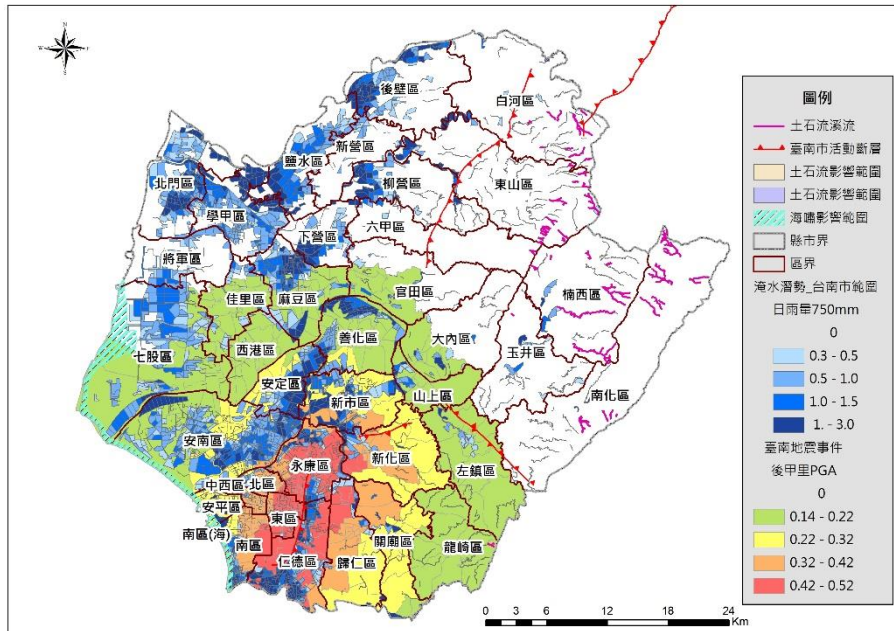 N
W
E
S
後壁區
白河區
新營區
鹽水區
北門區
柳營區
東山區
學甲區
下營區
六甲區
將軍區
佳里區
麻豆區
官田區
楠西區
七股區
西港區
善化區
大內區
玉井區
安定區
南化區
新市區
山上區
安南區
永康區
新化區
左鎮區
中西區
北區
安平區
東區
關廟區
南區(海)
南區
龍崎區
仁德區
歸仁區
圖例
土石流溪流
臺南市活動斷層
土石流影響範圍
土石流影響範圍
海嘯影響範圍
縣市界
區界
淹水潛勢_台南市範圍
日雨量750mm
0
0.3 - 0.5
0.5 - 1.0
1.0 - 1.5
1. - 3.0
臺南地震事件
後甲里PGA
0
0.14 - 0.22
0.22 - 0.32
0.32 - 0.42
0.42 - 0.52
0 3 6 12 18 24
Km